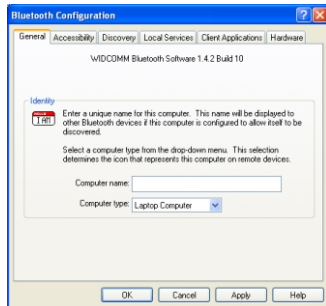 Bluetooth Configuration
General Accessibility Discovery Local Services Client Applications Hardware
WIDCOMM Bluetooth Software 1.4.2 Build 10
Identity
HELLO
I AM
Enter a unique name for this computer. This name will be displayed to
other Bluetooth devices if this computer is configured to allow itself to be
discovered.
Select a computer type from the drop-down menu. This selection
determines the icon that represents this computer on remote devices.
Computer name:
Computer type: Laptop Computer
OK Cancel Apply Help